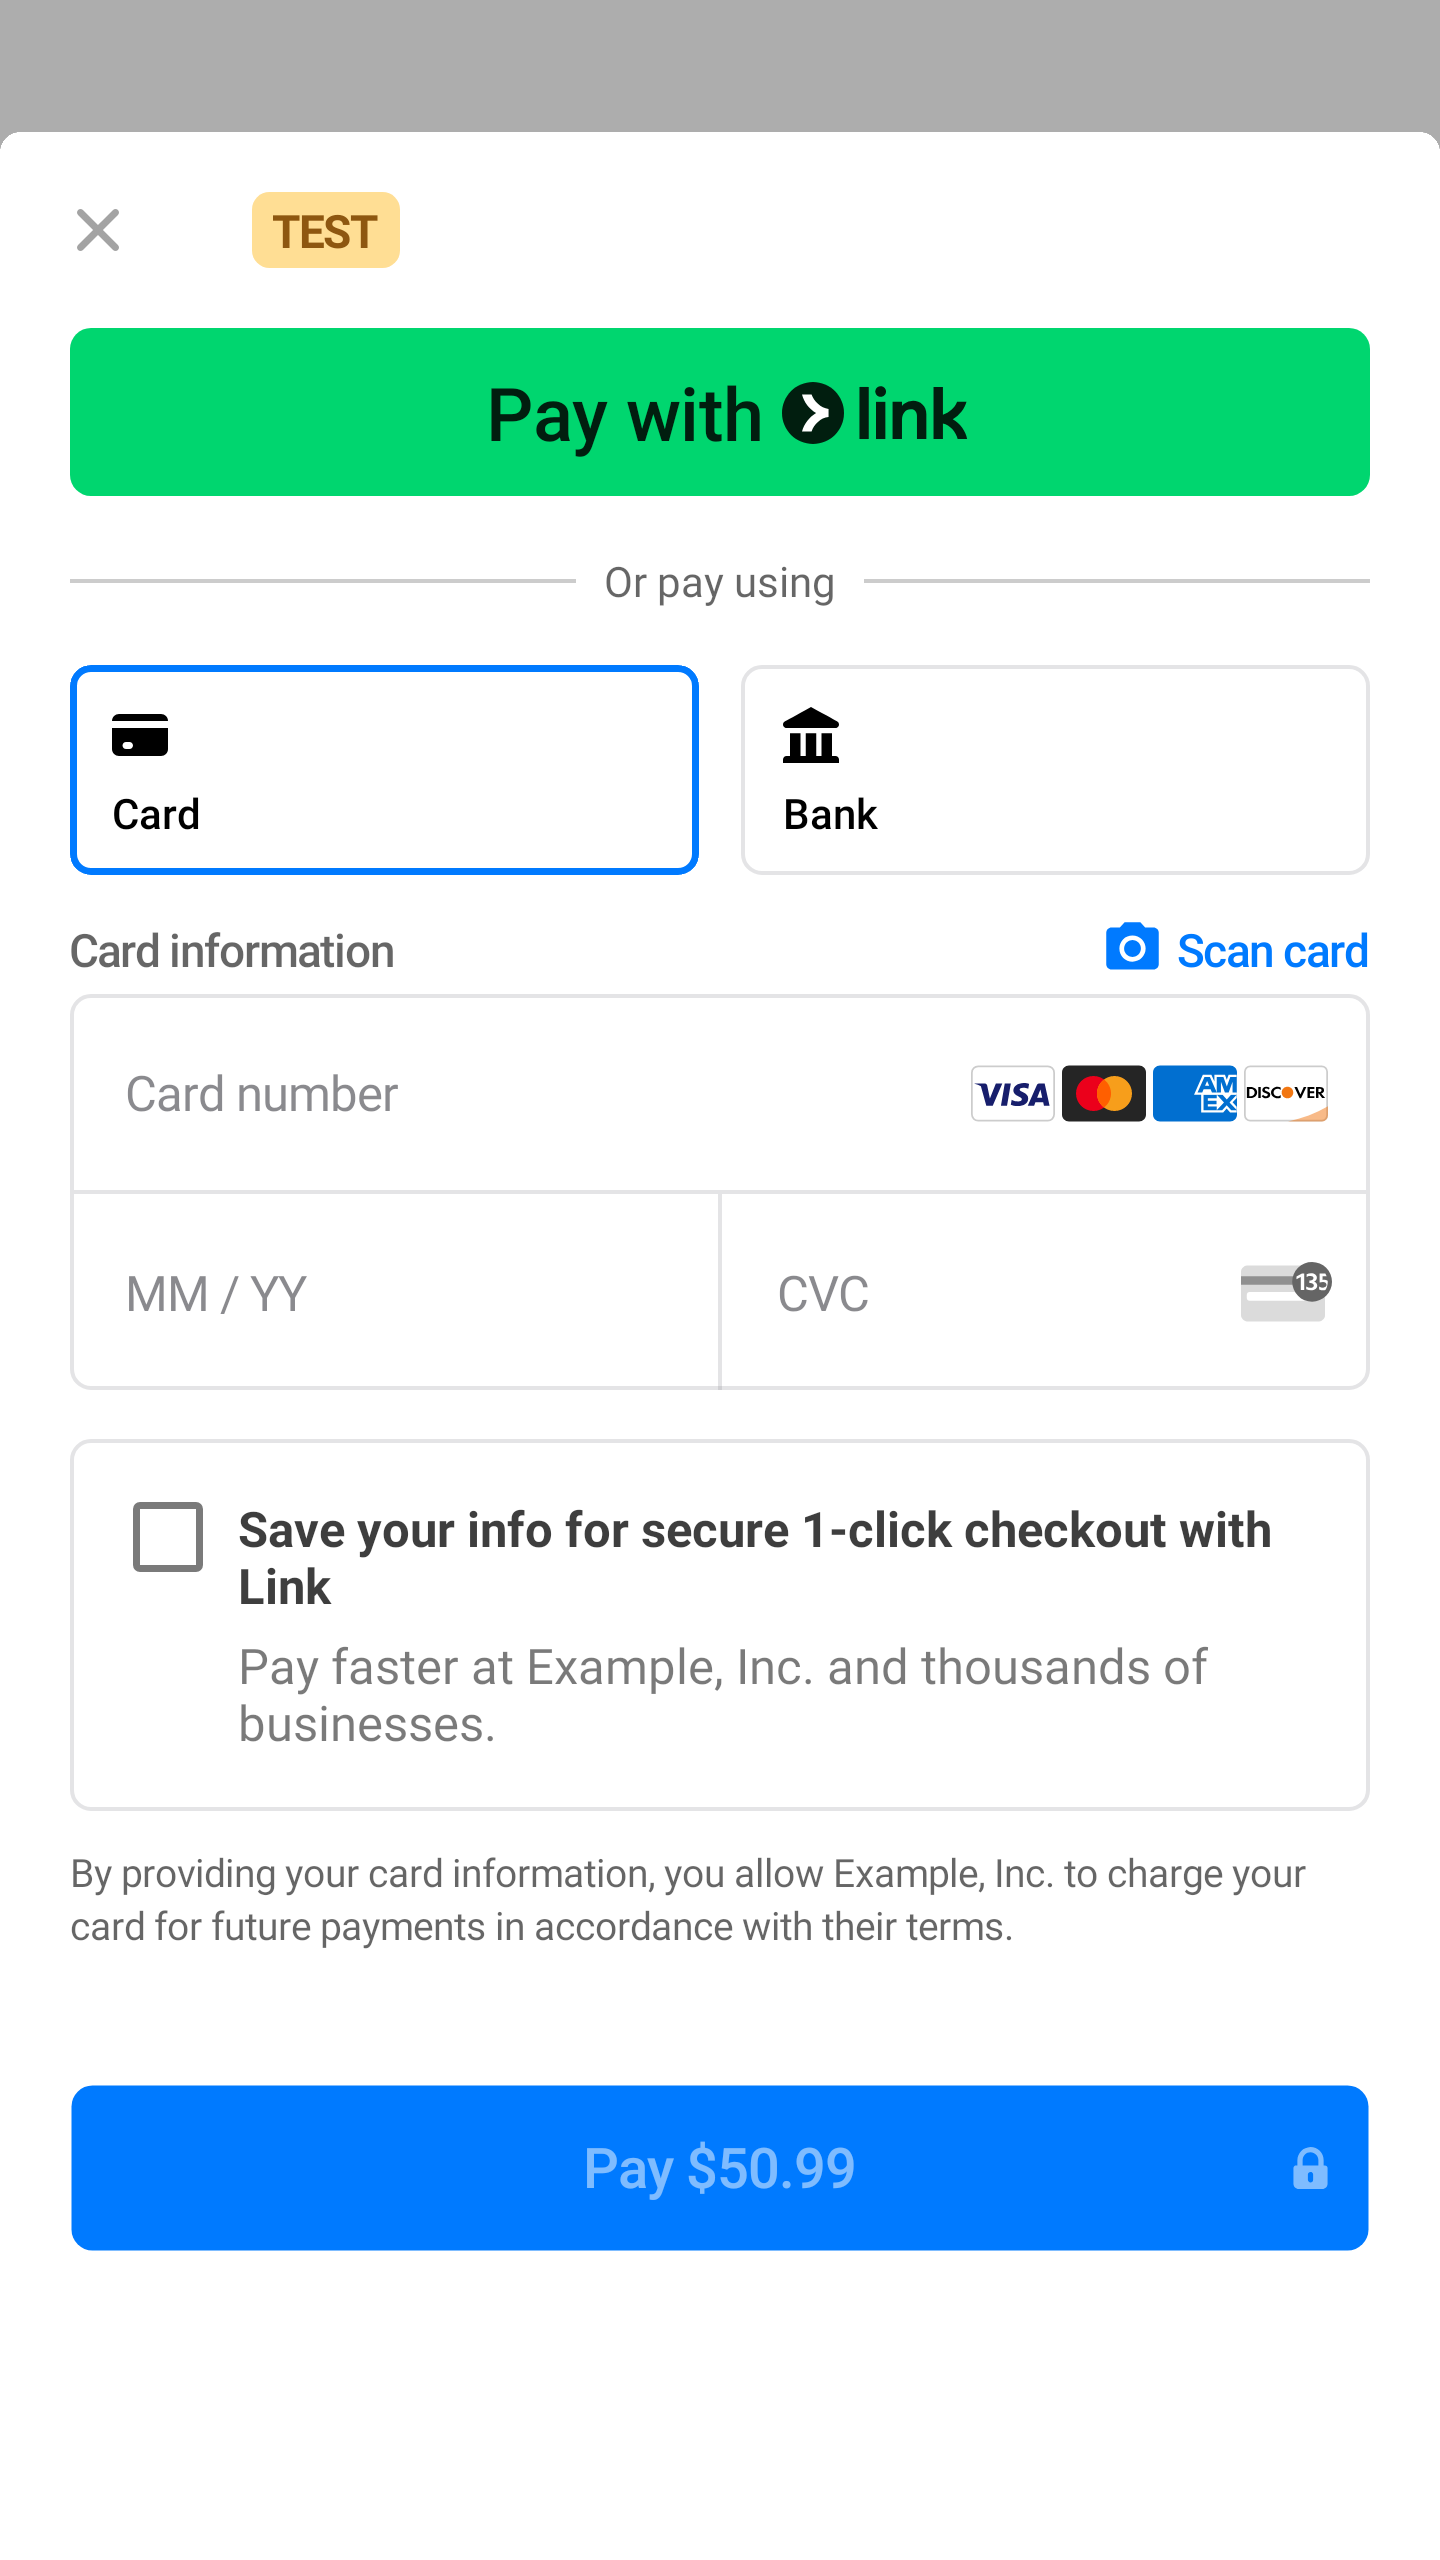 TEST
Pay with link
Or pay using
Card
Bank
Card information
Scan card
Card number
VISA
AM
EX
DISCOVER
MM / YY
CVC
135
Save your info for secure 1-click checkout with
Link
Pay faster at Example, Inc. and thousands of
businesses.
By providing your card information, you allow Example, Inc. to charge your
card for future payments in accordance with their terms.
Pay $50.99